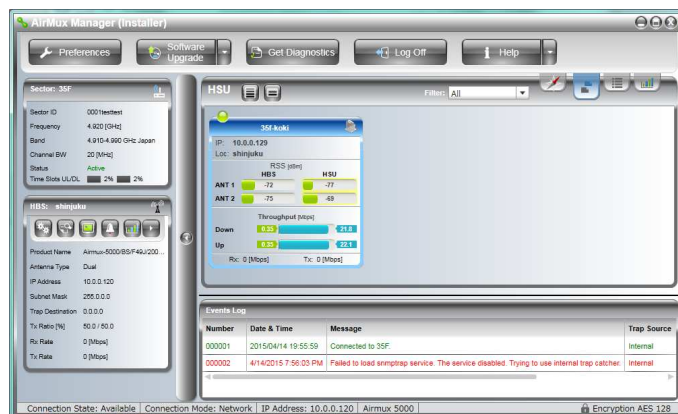 AirMux Manager (Installer)
Preferences
Software Upgrade
Get Diagnostics
Log Off
Help
Sector: 35F
Sector ID 0001testtest
Frequency 4.920 [GHz]
Band 4.910-4.990 GHz Japan
Channel BW 20 [MHz]
Status Active
Time Slots UL/DL 2% 2%
HBS: shinjuku
Product Name Airmux-5000/BS/F49J/200...
Antenna Type Dual
IP Address 10.0.0.120
Subnet Mask 255.0.0.0
Trap Destination 0.0.0.0
Tx Ratio [%] 50.0 / 50.0
Rx Rate 0 [Mbps]
Tx Rate 0 [Mbps]
HSU
Filter: All
35f-koki
IP: 10.0.0.129
Loc: shinjuku
RSS [dBm]
HBS HSU
ANT 1 -72 -77
ANT 2 -75 -69
Throughput [Mbps]
Down 0.35 21.8
Up 0.35 22.1
Rx: 0 [Mbps] Tx: 0 [Mbps]
Events Log
Number Date & Time Message Trap Source
000001 2015/04/14 19:55:59 Connected to 35F. Internal
000002 4/14/2015 7:56:03 PM Failed to load snmptrap service. The service disabled. Trying to use internal trap catcher. Internal
Connection State: Available Connection Mode: Network IP Address: 10.0.0.120 Airmux 5000 Encryption AES 128